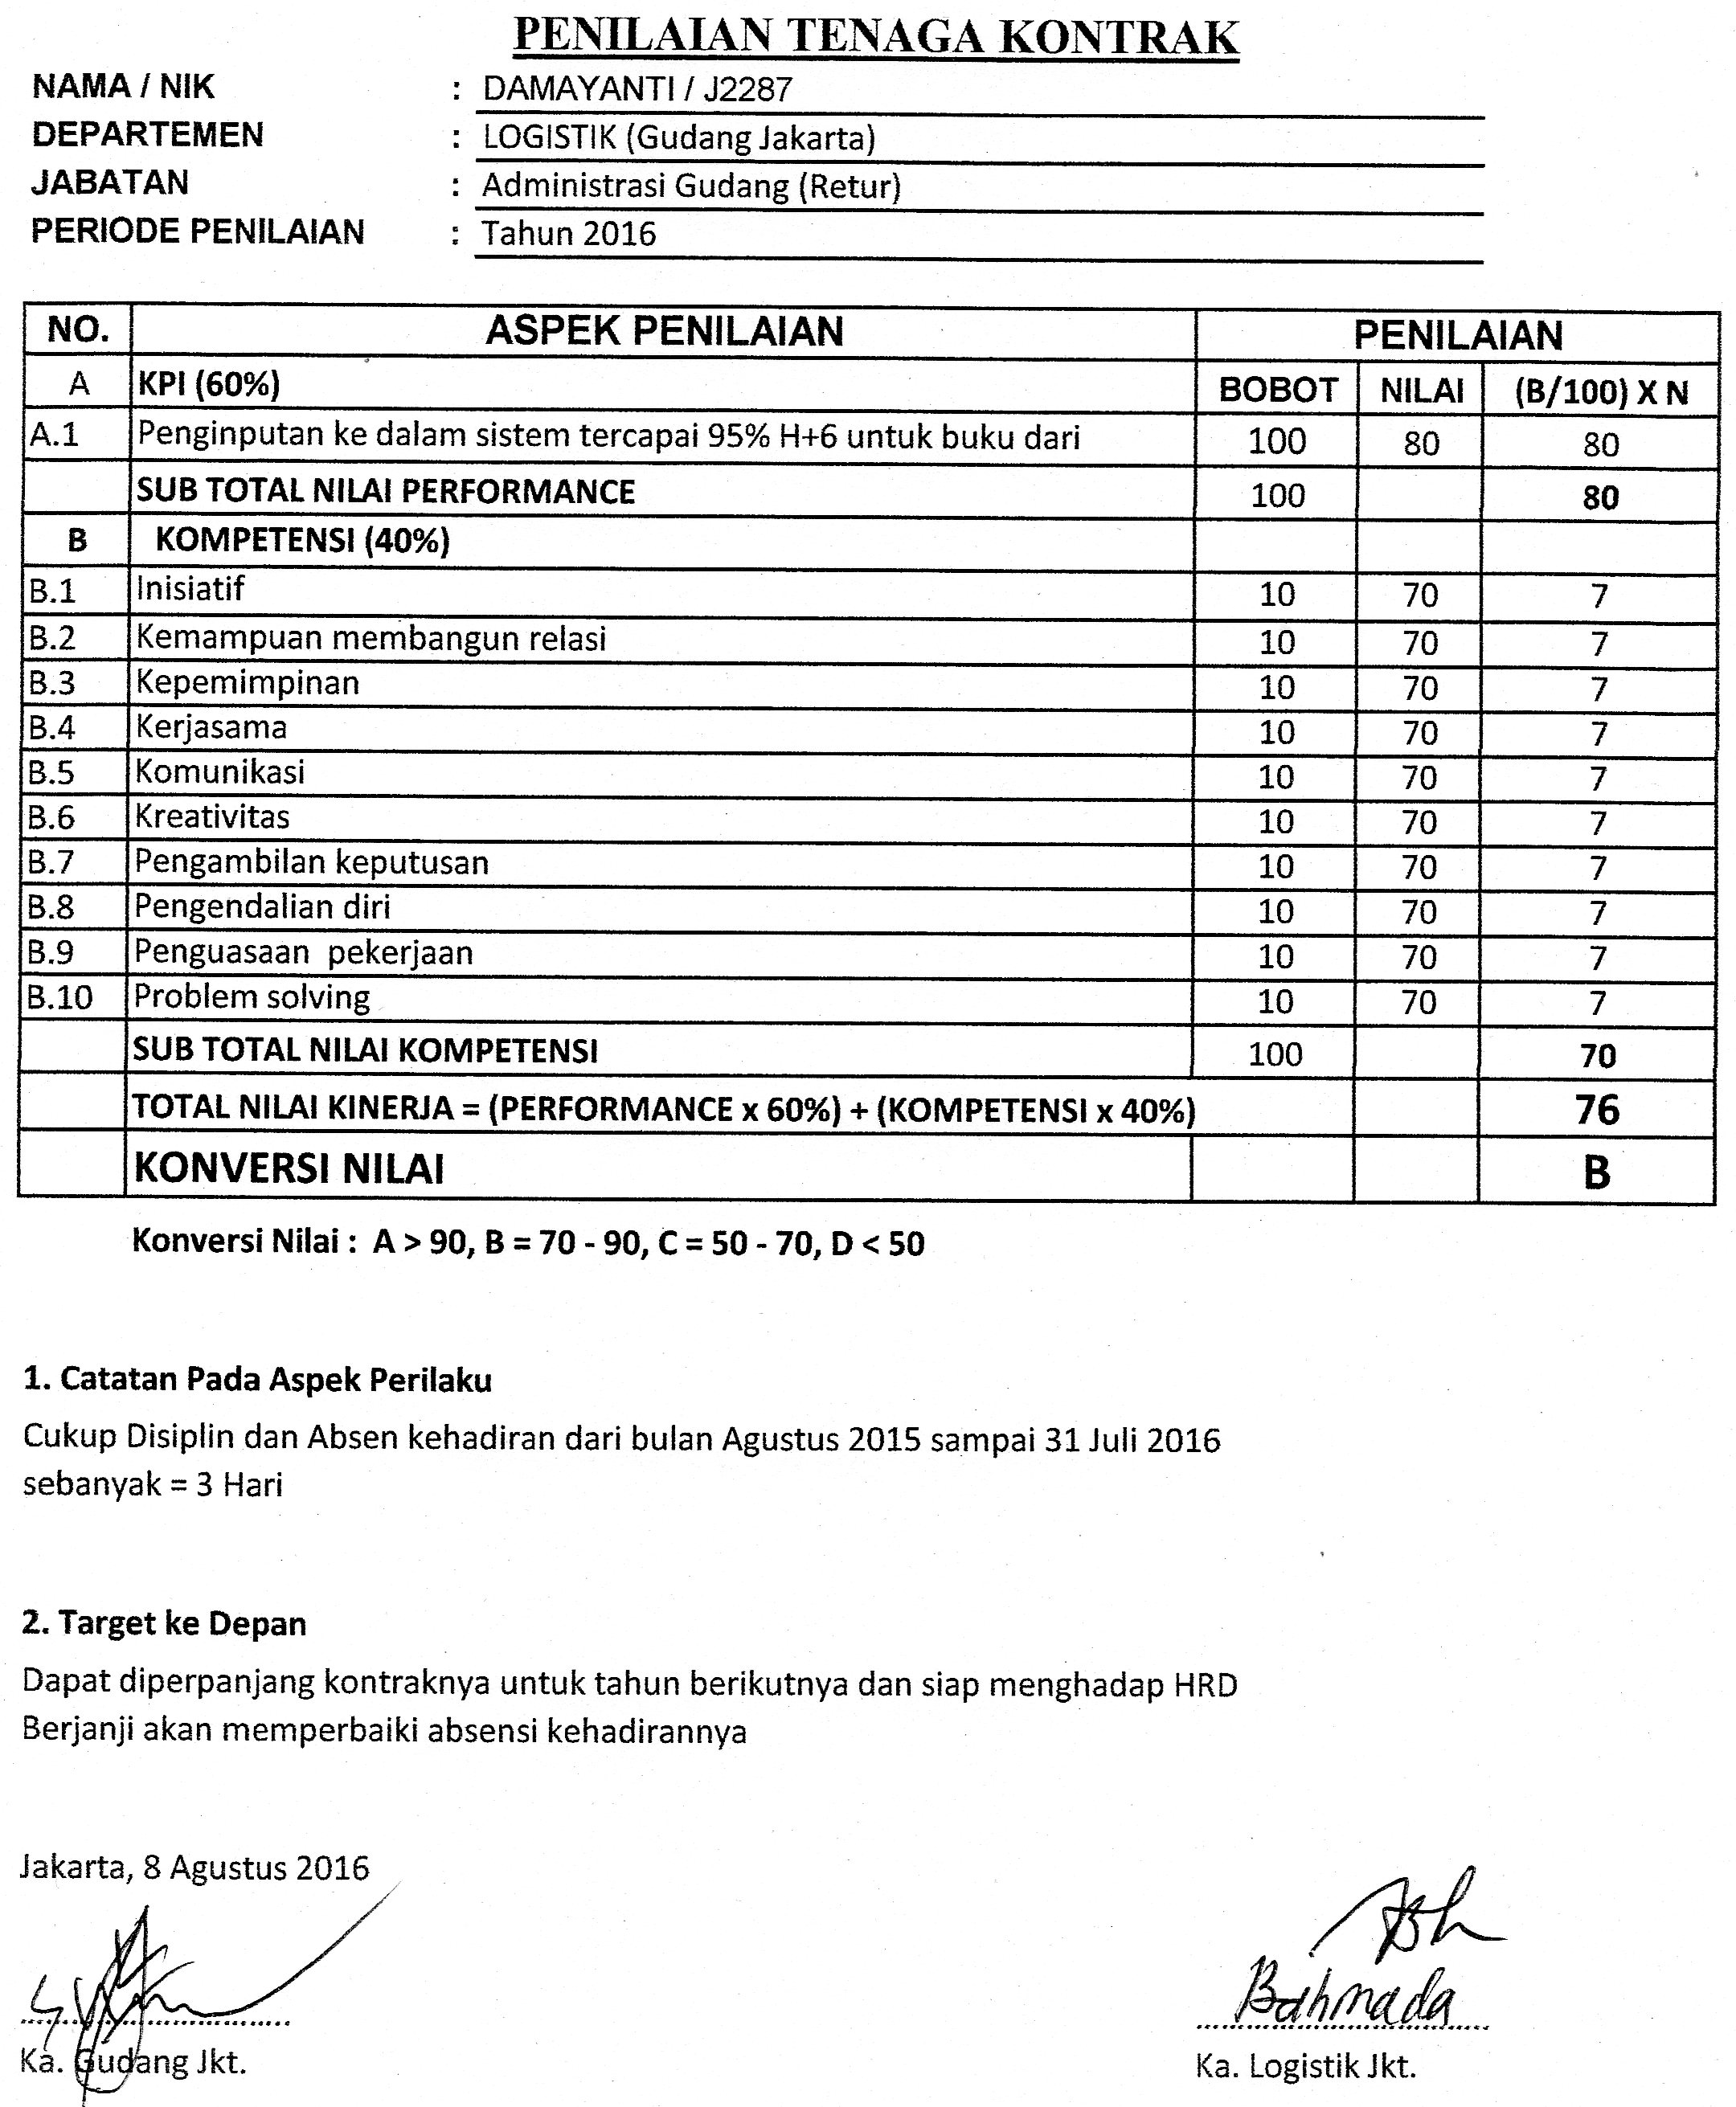 PENILAIAN TENAGA KONTRAK
NAMA / NIK : DAMAYANTI / J2287
DEPARTEMEN : LOGISTIK (Gudang Jakarta)
JABATAN : Administrasi Gudang (Retur)
PERIODE PENILAIAN : Tahun 2016
NO. ASPEK PENILAIAN PENILAIAN
A KPI (60%) BOBOT NILAI (B/100) X N
A.1 Penginputan ke dalam sistem tercapai 95% H+6 untuk buku dari 100 80 80
SUB TOTAL NILAI PERFORMANCE 100 80
B KOMPETENSI (40%)
B.1 Inisiatif 10 70 7
B.2 Kemampuan membangun relasi 10 70 7
B.3 Kepemimpinan 10 70 7
B.4 Kerjasama 10 70 7
B.5 Komunikasi 10 70 7
B.6 Kreativitas 10 70 7
B.7 Pengambilan keputusan 10 70 7
B.8 Pengendalian diri 10 70 7
B.9 Penguasaan pekerjaan 10 70 7
B.10 Problem solving 10 70 7
SUB TOTAL NILAI KOMPETENSI 100 70
TOTAL NILAI KINERJA = (PERFORMANCE x 60%) + (KOMPETENSI x 40%) 76
KONVERSI NILAI B
Konversi Nilai : A > 90, B = 70 - 90, C = 50 - 70, D < 50
1. Catatan Pada Aspek Perilaku
Cukup Disiplin dan Absen kehadiran dari bulan Agustus 2015 sampai 31 Juli 2016
sebanyak = 3 Hari
2. Target ke Depan
Dapat diperpanjang kontraknya untuk tahun berikutnya dan siap menghadap HRD
Berjanji akan memperbaiki absensi kehadirannya
Jakarta, 8 Agustus 2016
Bahmada
Ka. Gudang Jkt. Ka. Logistik Jkt.